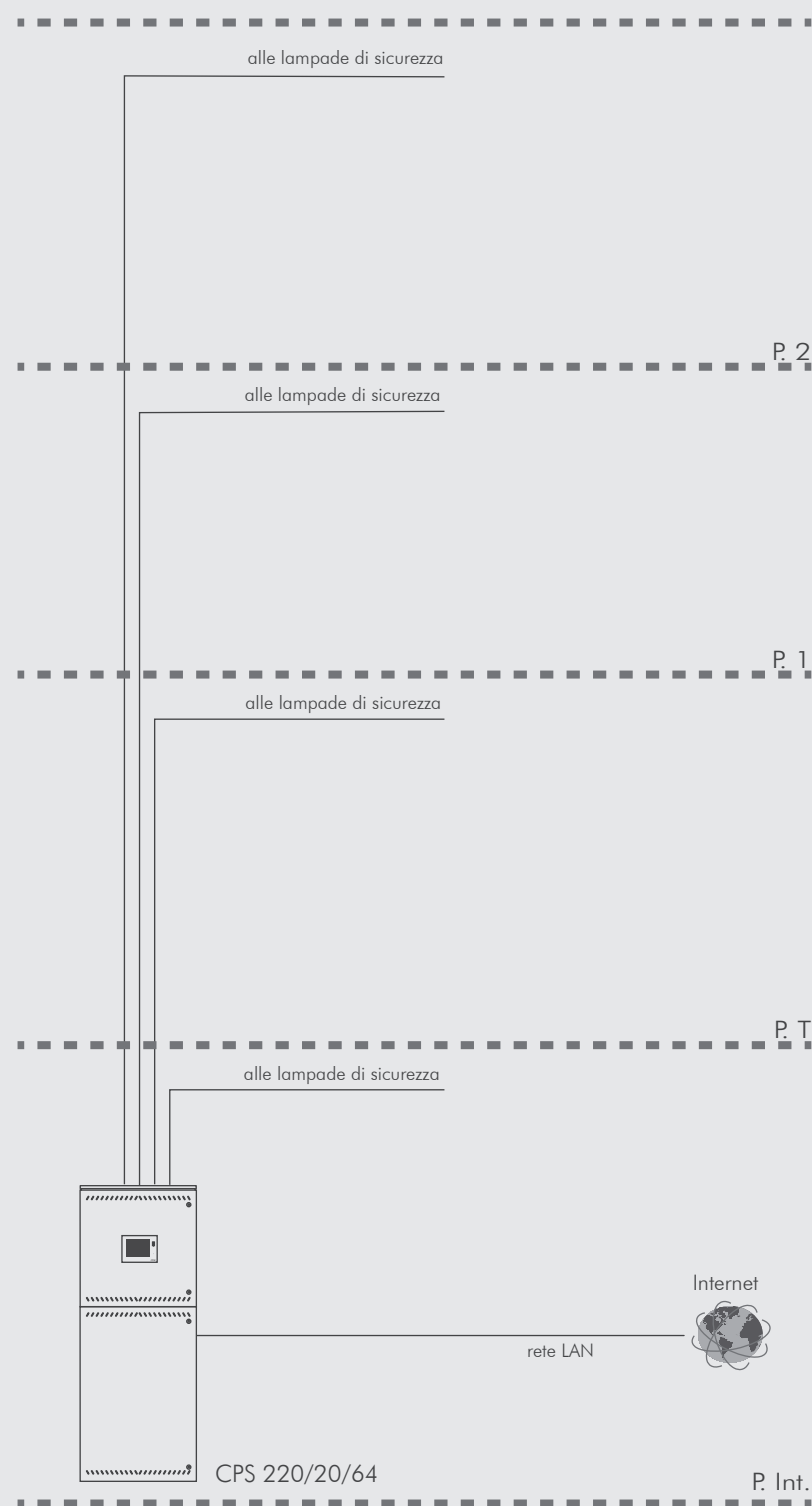 alle lampade di sicurezza
P. 2
alle lampade di sicurezza
P. 1
alle lampade di sicurezza
P. T
alle lampade di sicurezza
Internet
rete LAN
CPS 220/20/64
P. Int.